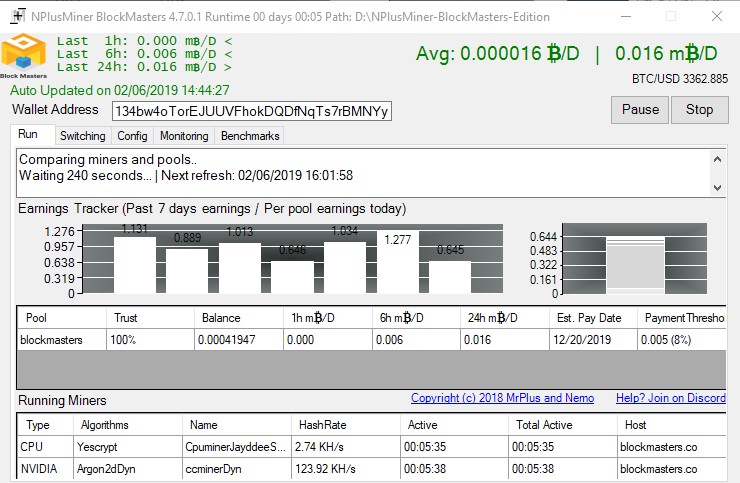 NPlusMiner BlockMasters 4.7.0.1 Runtime 00 days 00:05 Path: D:\NPlusMiner-BlockMasters-Edition
Block Masters
Last 1h: 0.000 m₿/D <
Last 6h: 0.006 m₿/D <
Last 24h: 0.016 m₿/D >
Avg: 0.000016 ₿/D | 0.016 m₿/D
BTC/USD 3362.885
Auto Updated on 02/06/2019 14:44:27
Wallet Address 134bw4oTorEJUUVFhokDQDfNqTs7rBMNYy Pause Stop
Run Switching Config Monitoring Benchmarks
Comparing miners and pools..
Waiting 240 seconds... | Next refresh: 02/06/2019 16:01:58
Earnings Tracker (Past 7 days earnings / Per pool earnings today)
1.276
0.957
0.638
0.319
0
1.131 0.889 1.013 0.646 1.034 1.277 0.645
0.644
0.483
0.322
0.161
0
Pool Trust Balance 1h m₿/D 6h m₿/D 24h m₿/D Est. Pay Date PaymentThreshol
blockmasters 100% 0.00041947 0.000 0.006 0.016 12/20/2019 0.005 (8%)
Running Miners Copyright (c) 2018 MrPlus and Nemo Help? Join on Discord
Type Algorithms Name HashRate Active Total Active Host
CPU Yescrypt CpuminerJayddeeS... 2.74 KH/s 00:05:35 00:05:35 blockmasters.co
NVIDIA Argon2dDyn ccminerDyn 123.92 KH/s 00:05:38 00:05:38 blockmasters.co